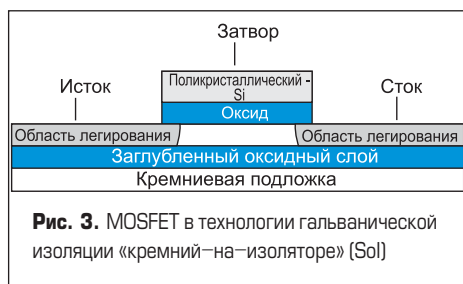 Затвор
Исток
Поликристаллический -
Si
Сток
Оксид
Область легирования
Область легирования
Заглубленный оксидный слой
Кремниевая подложка
Рис. 3. MOSFET в технологии гальванической
изоляции «кремний–на–изоляторе» (SoI)